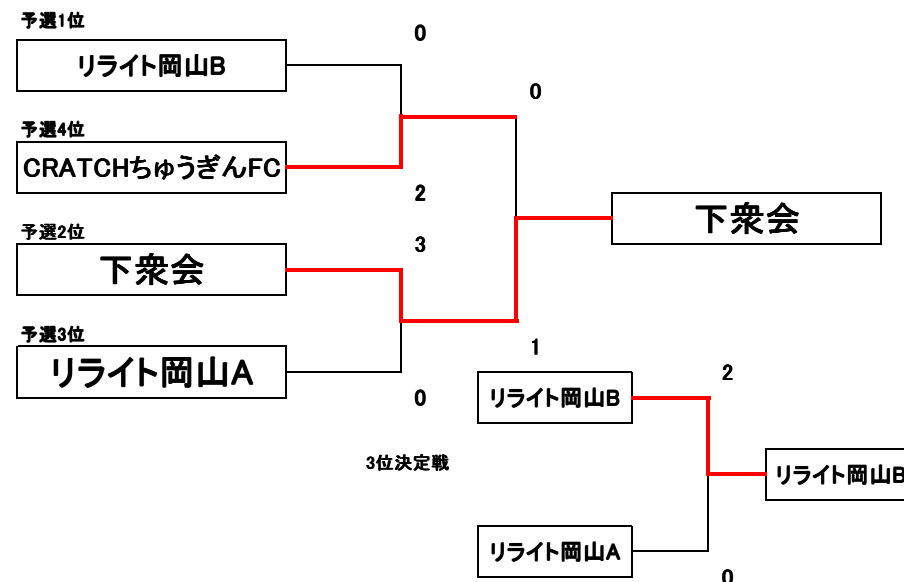 予選1位
0
リライト岡山B
0
予選4位
CRATCHちゅうぎんFC
2
下衆会
予選2位
3
下衆会
予選3位
リライト岡山A
1
2
0
リライト岡山B
3位決定戦
リライト岡山B
リライト岡山A
0